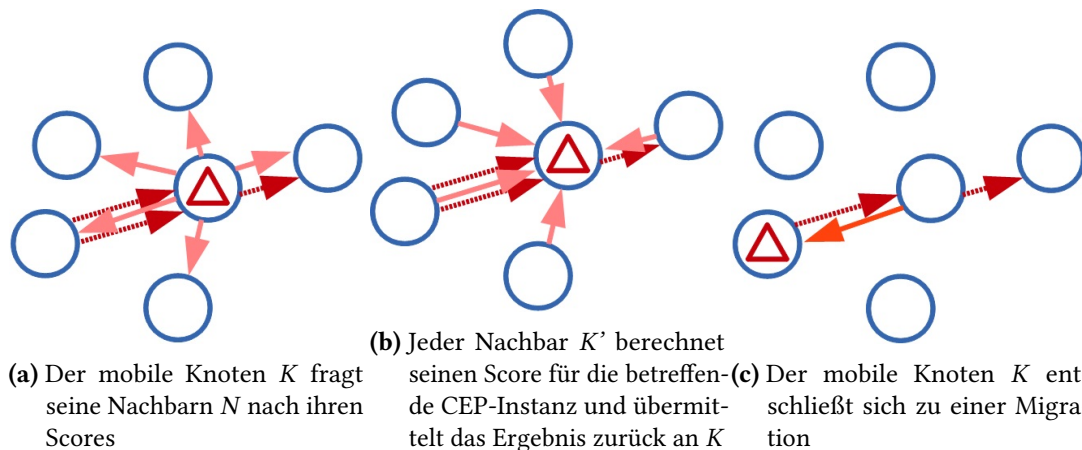 (a) Der mobile Knoten K fragt
seine Nachbarn N nach ihren
Scores
(b) Jeder Nachbar K’ berechnet
seinen Score für die betreffen-
de CEP-Instanz und übermit-
telt das Ergebnis zurück an K
(c) Der mobile Knoten K ent
schließt sich zu einer Migra
tion